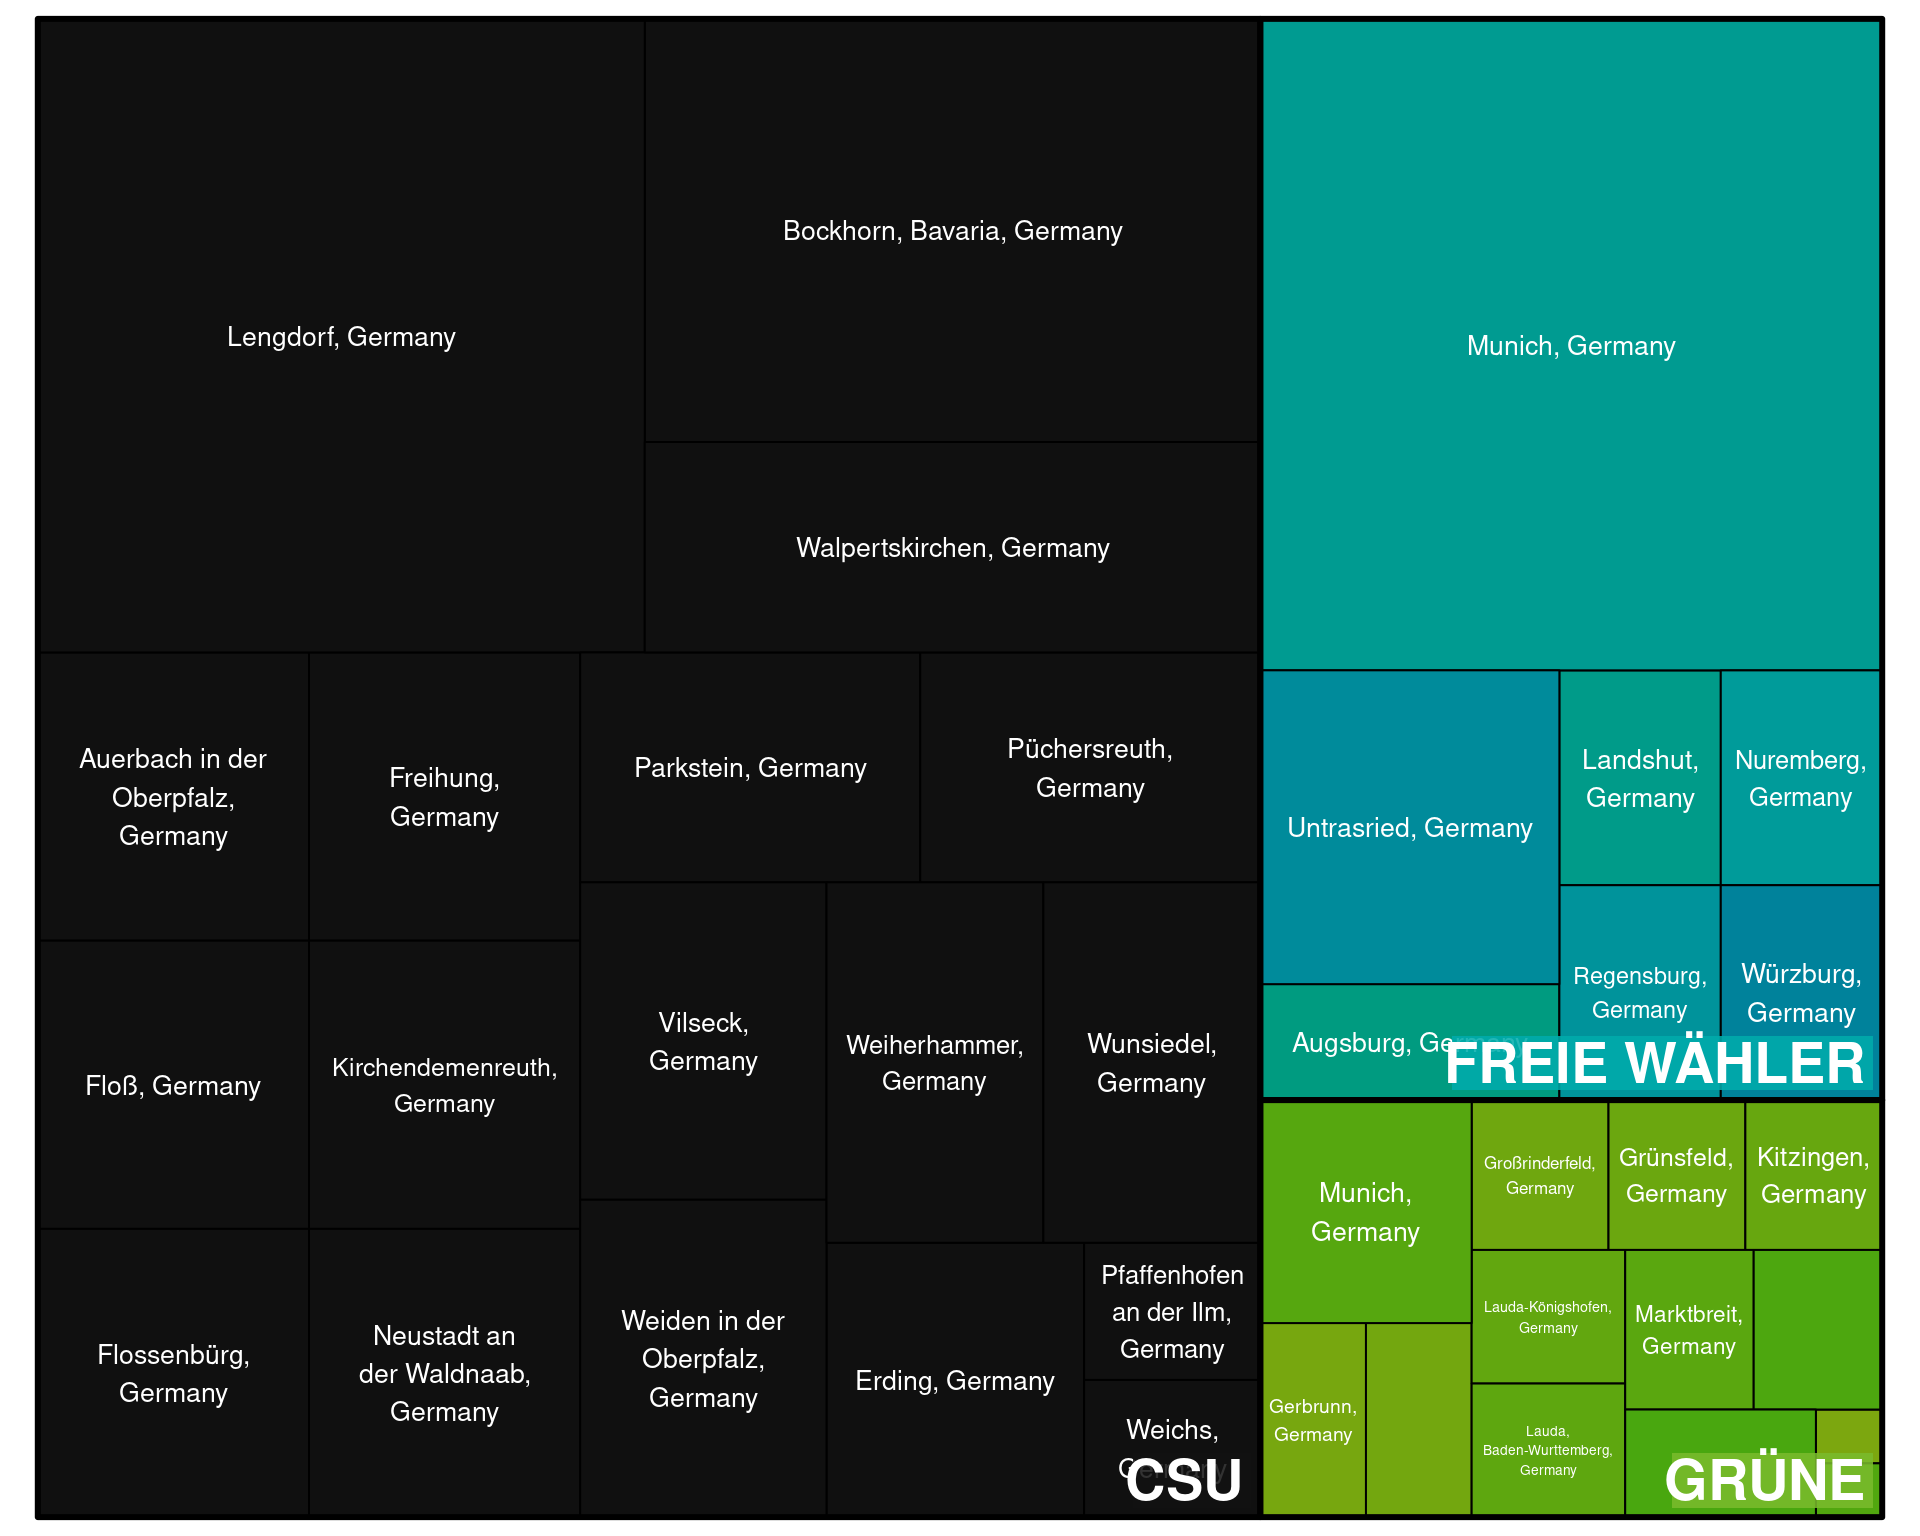 Lengdorf, Germany
Bockhorn, Bavaria, Germany
Walpertskirchen, Germany
Auerbach in der
Oberpfalz,
Germany
Freihung,
Germany
Parkstein, Germany
Püchersreuth,
Germany
Floß, Germany
Kirchendemenreuth,
Germany
Vilseck,
Germany
Weiherhammer,
Germany
Wunsiedel,
Germany
Flossenbürg,
Germany
Neustadt an
der Waldnaab,
Germany
Weiden in der
Oberpfalz,
Germany
Erding, Germany
Pfaffenhofen
an der Ilm,
Germany
Weichs,
Germany
CSU
Munich, Germany
Untrasried, Germany
Landshut,
Germany
Nuremberg,
Germany
Regensburg,
Germany
Würzburg,
Germany
Augsburg, Germany
FREIE WÄHLER
Munich,
Germany
Großrinderfeld,
Germany
Grünsfeld,
Germany
Kitzingen,
Germany
Lauda-Königshofen,
Germany
Marktbreit,
Germany
Gerbrunn,
Germany
Lauda,
Baden-Wurttemberg,
Germany
GRÜNE